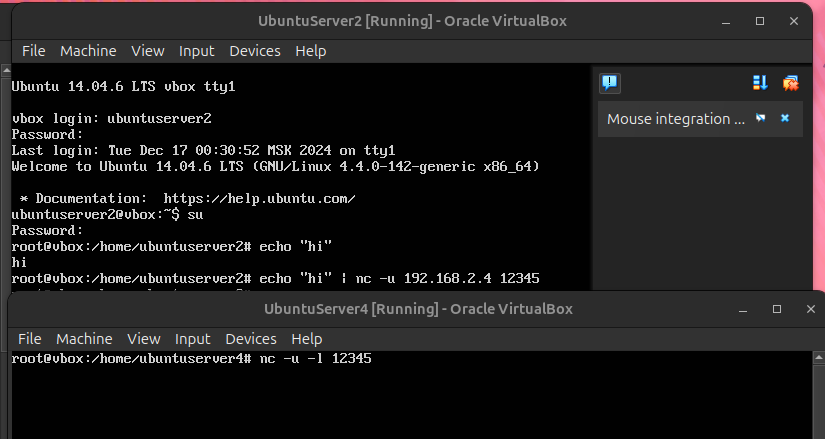 UbuntuServer2 [Running] - Oracle VirtualBox
File Machine View Input Devices Help
Ubuntu 14.04.6 LTS vbox tty1
vbox login: ubuntuserver2
Password:
Last login: Tue Dec 17 00:30:52 MSK 2024 on tty1
Welcome to Ubuntu 14.04.6 LTS (GNU/Linux 4.4.0-142-generic x86_64)
* Documentation: https://help.ubuntu.com/
ubuntuserver2@vbox:~$ su
Password:
root@vbox:/home/ubuntuserver2# echo "hi"
hi
root@vbox:/home/ubuntuserver2# echo "hi" | nc -u 192.168.2.4 12345
Mouse integration ...
UbuntuServer4 [Running] - Oracle VirtualBox
File Machine View Input Devices Help
root@vbox:/home/ubuntuserver4# nc -u -l 12345